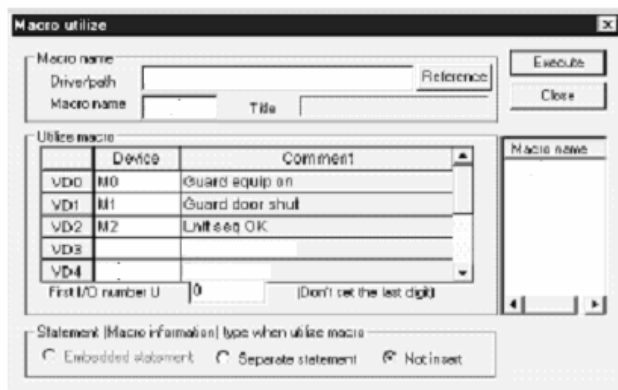 Macro utilize
Macro name
Drive/path
Reference
Macro name
Title
Execute
Close
Utilize macro
Device Comment
VD0 M0 Guard equip on
VD1 M1 Guard door shut
VD2 M2 Unit seq OK
VD3
VD4
First I/O number U 0 (Don't set the last digit)
Macro name
Statement (Macro information) type when utilize macro
Embedded statement Separate statement Not insert